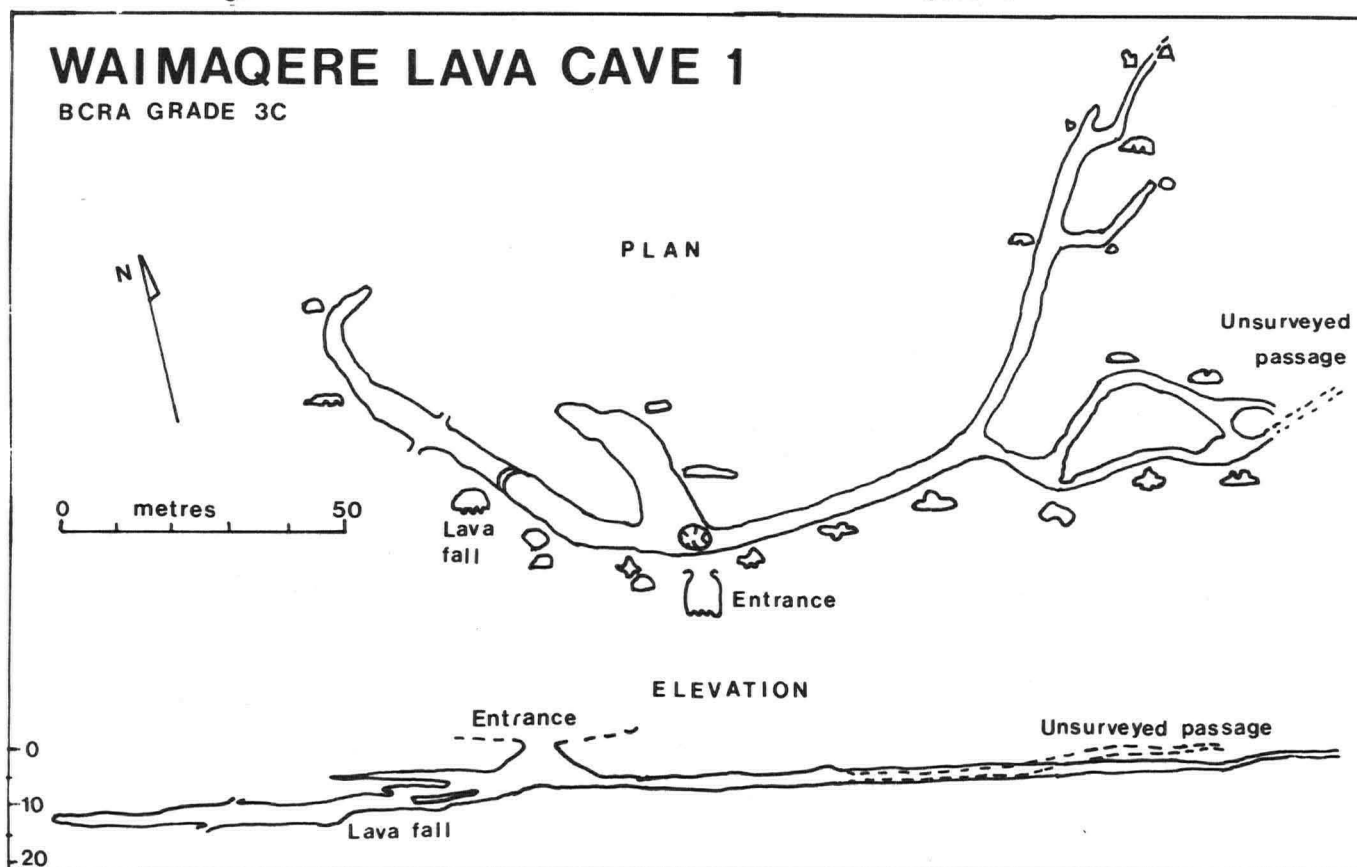 WAIMAQERE LAVA CAVE 1
BCRA GRADE 3C
PLAN
N
Unsurveyed
passage
0 metres 50
Lava
fall
Entrance
ELEVATION
Entrance
Unsurveyed passage
0
10
Lava fall
20